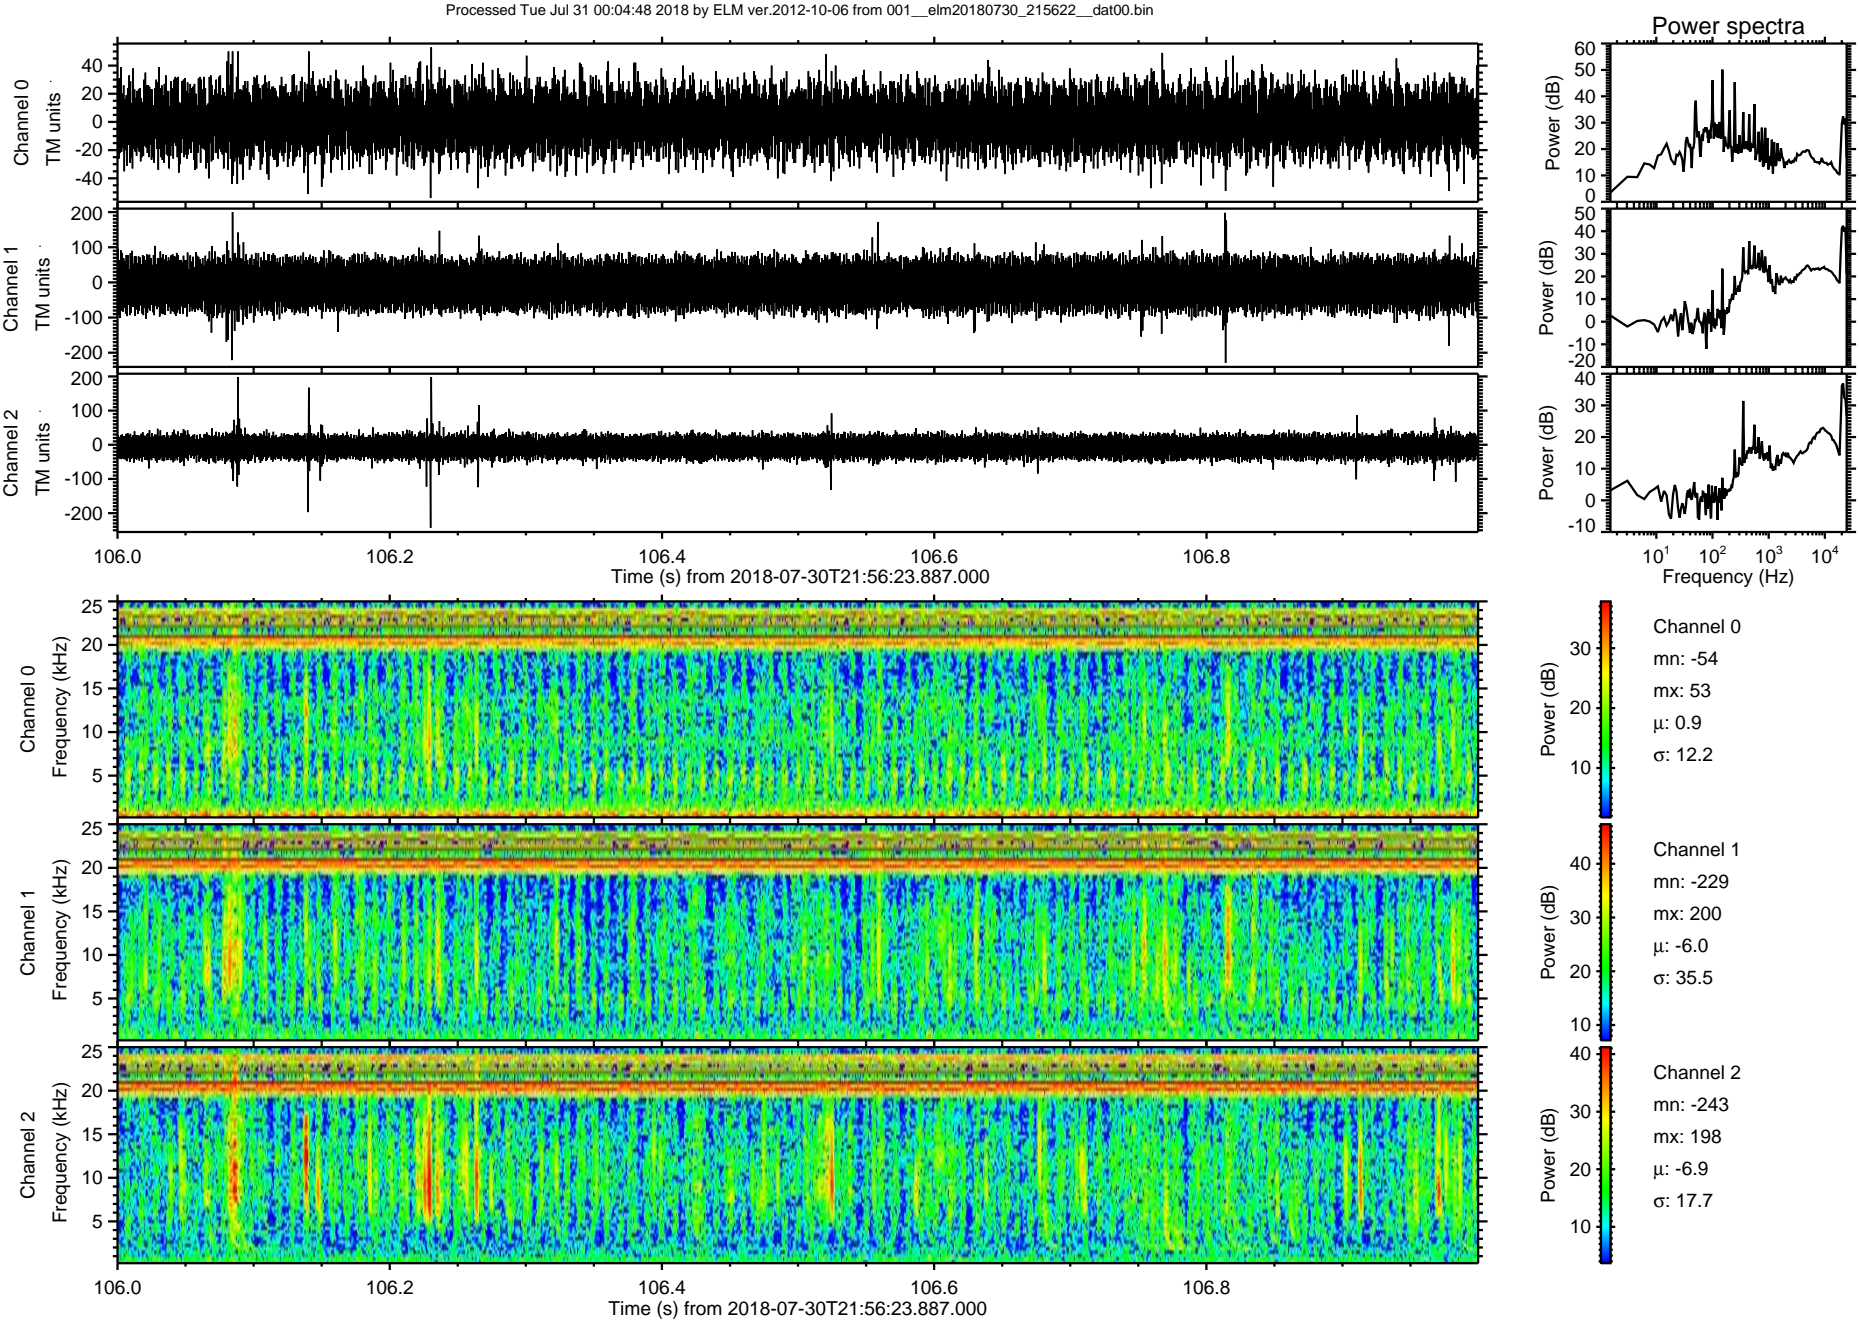 Processed Tue Jul 31 00:04:48 2018 by ELM ver.2012-10-06 from 001__elm20180730_215622__dat00.bin
Power spectra
Channel 0
TM units
40
20
0
-20
-40
Power (dB)
60
50
40
30
20
10
0
Channel 1
TM units
200
100
0
-100
-200
Power (dB)
50
40
30
20
10
0
-10
-20
Channel 2
TM units
200
100
0
-100
-200
Power (dB)
40
30
20
10
0
-10
106.0 106.2 106.4 106.6 106.8
Time (s) from 2018-07-30T21:56:23.887.000
10¹ 10² 10³ 10⁴
Frequency (Hz)
Channel 0
Frequency (kHz)
25
20
15
10
5
Power (dB)
30
20
10
Channel 0
mn: -54
mx: 53
μ: 0.9
σ: 12.2
Channel 1
Frequency (kHz)
25
20
15
10
5
Power (dB)
40
30
20
10
Channel 1
mn: -229
mx: 200
μ: -6.0
σ: 35.5
Channel 2
Frequency (kHz)
25
20
15
10
5
Power (dB)
40
30
20
10
Channel 2
mn: -243
mx: 198
μ: -6.9
σ: 17.7
106.0 106.2 106.4 106.6 106.8
Time (s) from 2018-07-30T21:56:23.887.000